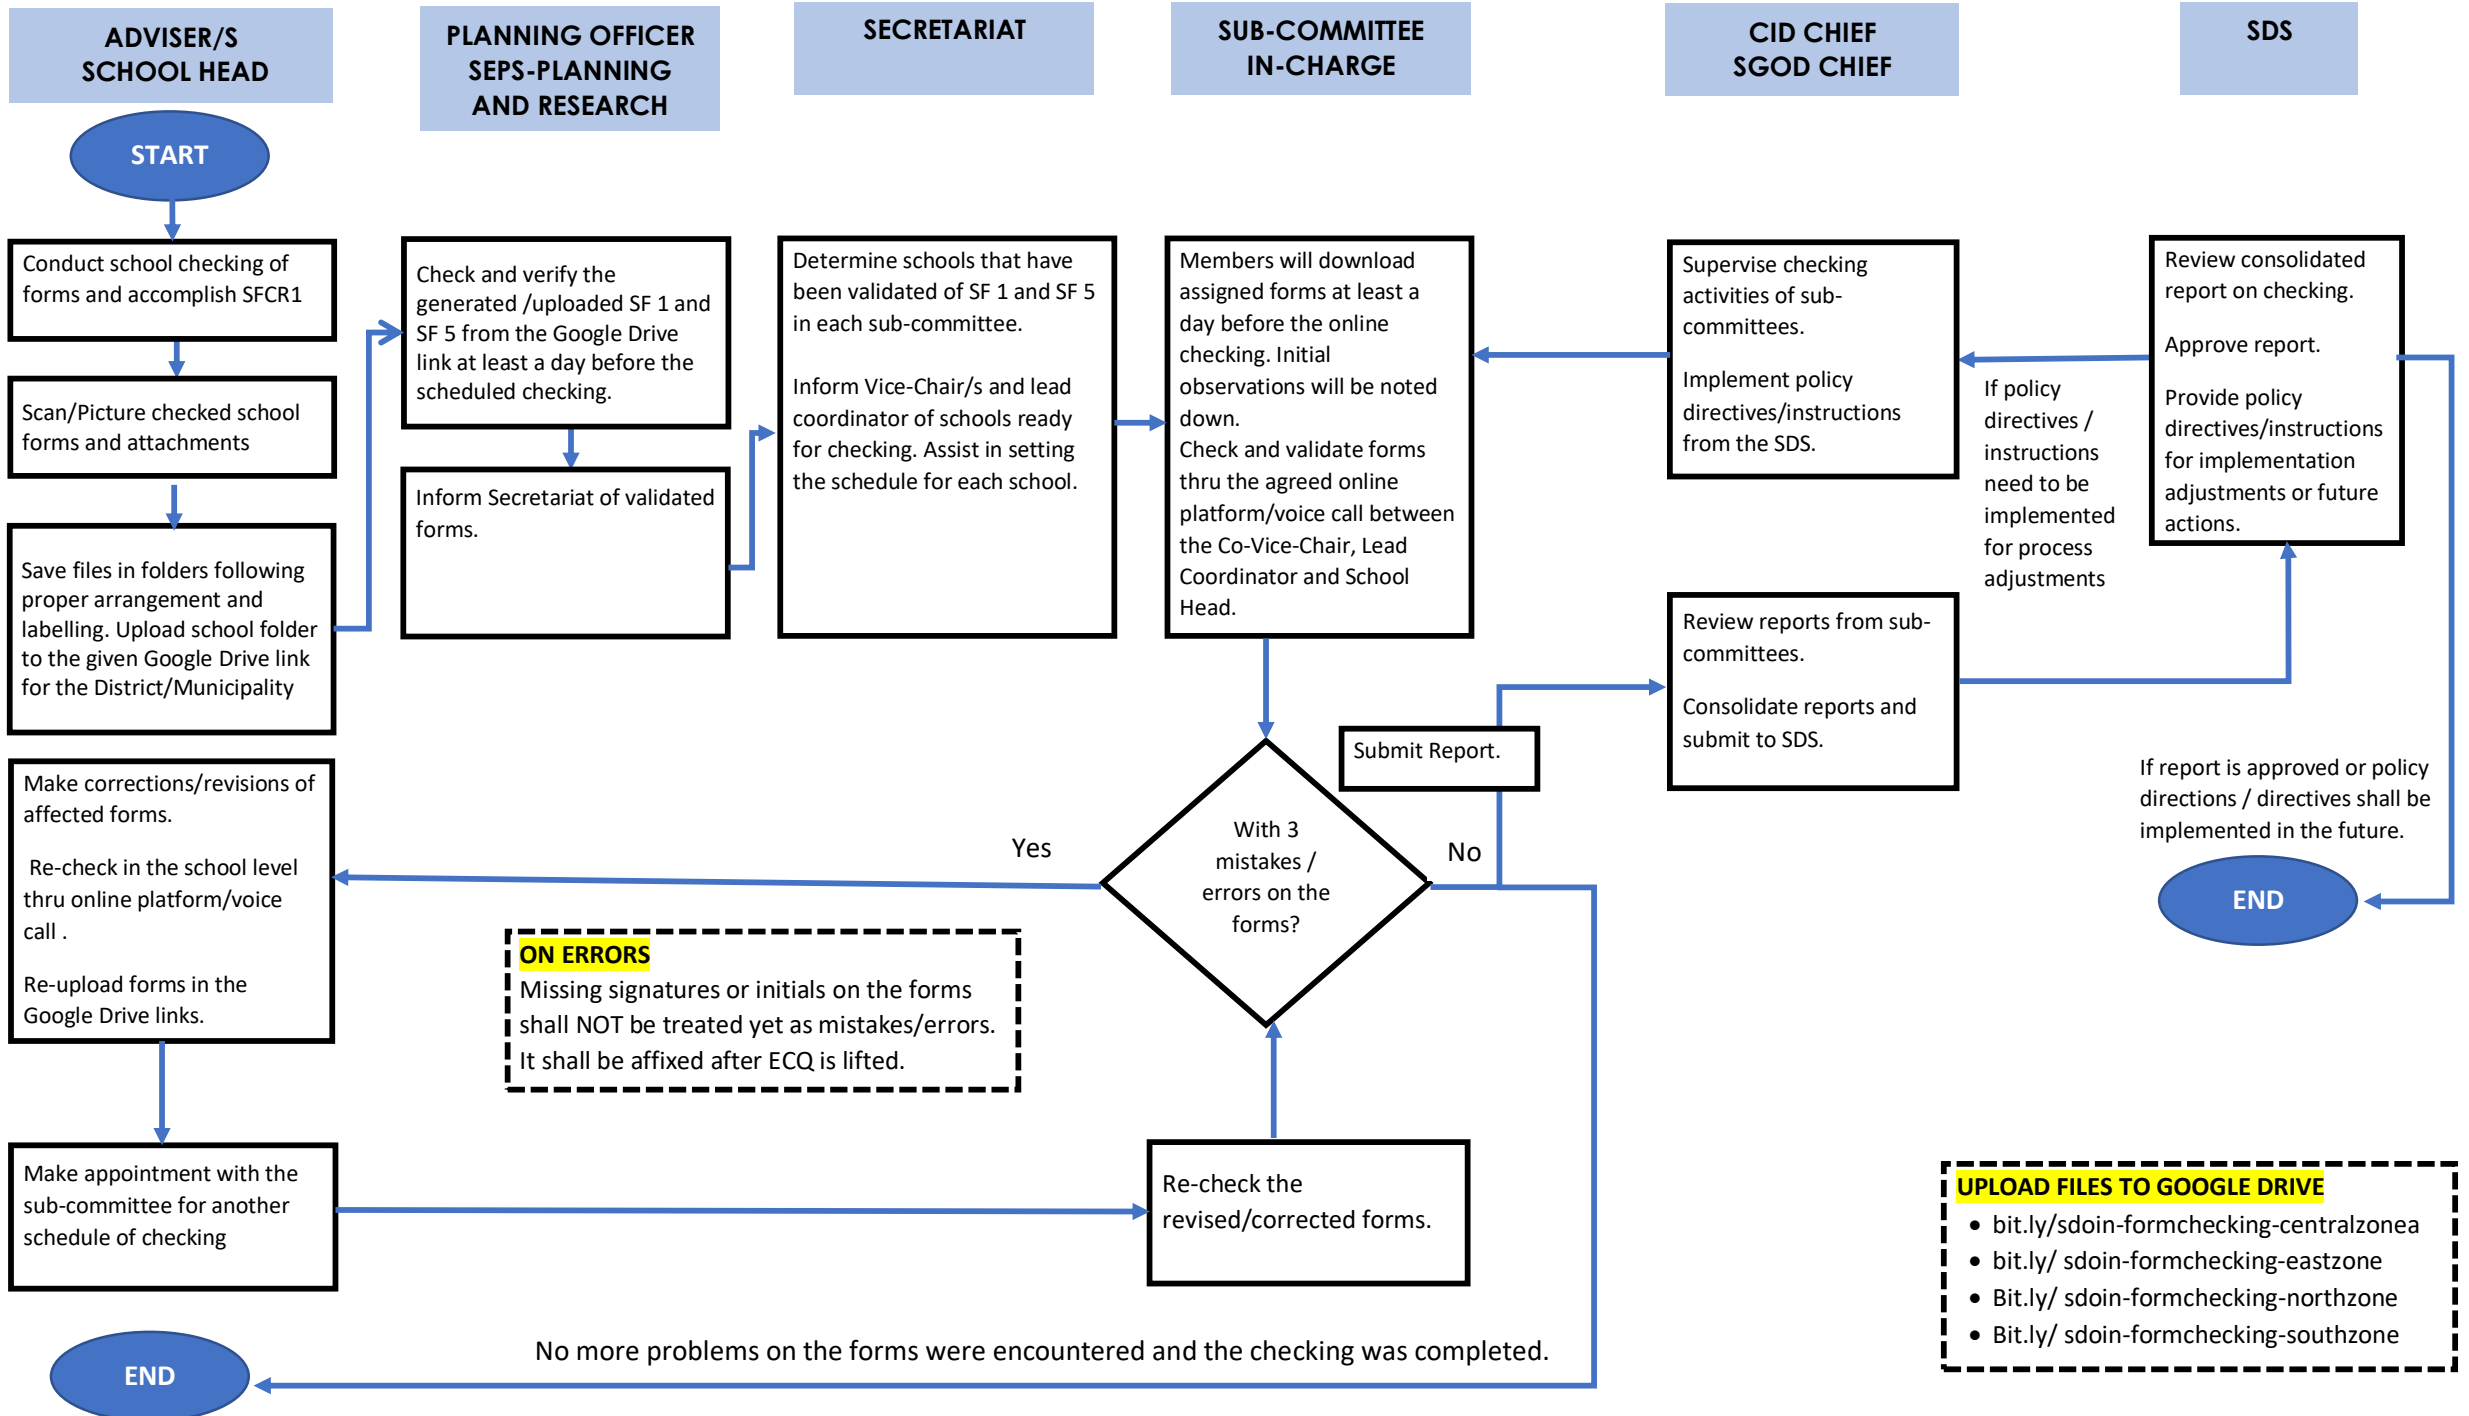 ADVISER/S
SCHOOL HEAD
PLANNING OFFICER
SEPS-PLANNING
AND RESEARCH
SECRETARIAT
SUB-COMMITTEE
IN-CHARGE
CID CHIEF
SGOD CHIEF
SDS
START
Conduct school checking of
forms and accomplish SFCR1
Scan/Picture checked school
forms and attachments
Save files in folders following
proper arrangement and
labelling. Upload school folder
to the given Google Drive link
for the District/Municipality
Check and verify the
generated /uploaded SF 1 and
SF 5 from the Google Drive
link at least a day before the
scheduled checking.
Inform Secretariat of validated
forms.
Determine schools that have
been validated of SF 1 and SF 5
in each sub-committee.
Inform Vice-Chair/s and lead
coordinator of schools ready
for checking. Assist in setting
the schedule for each school.
Members will download
assigned forms at least a
day before the online
checking. Initial
observations will be noted
down.
Check and validate forms
thru the agreed online
platform/voice call between
the Co-Vice-Chair, Lead
Coordinator and School
Head.
Supervise checking
activities of sub-
committees.
Implement policy
directives/instructions
from the SDS.
If policy
directives /
instructions
need to be
implemented
for process
adjustments
Review consolidated
report on checking.
Approve report.
Provide policy
directives/instructions
for implementation
adjustments or future
actions.
Review reports from sub-
committees.
Consolidate reports and
submit to SDS.
Submit Report.
If report is approved or policy
directions / directives shall be
implemented in the future.
END
With 3
mistakes /
errors on the
forms?
Yes
No
Make corrections/revisions of
affected forms.
Re-check in the school level
thru online platform/voice
call .
Re-upload forms in the
Google Drive links.
ON ERRORS
Missing signatures or initials on the forms
shall NOT be treated yet as mistakes/errors.
It shall be affixed after ECQ is lifted.
Make appointment with the
sub-committee for another
schedule of checking
Re-check the
revised/corrected forms.
UPLOAD FILES TO GOOGLE DRIVE
• bit.ly/sdoin-formchecking-centralzonea
• bit.ly/ sdoin-formchecking-eastzone
• Bit.ly/ sdoin-formchecking-northzone
• Bit.ly/ sdoin-formchecking-southzone
No more problems on the forms were encountered and the checking was completed.
END